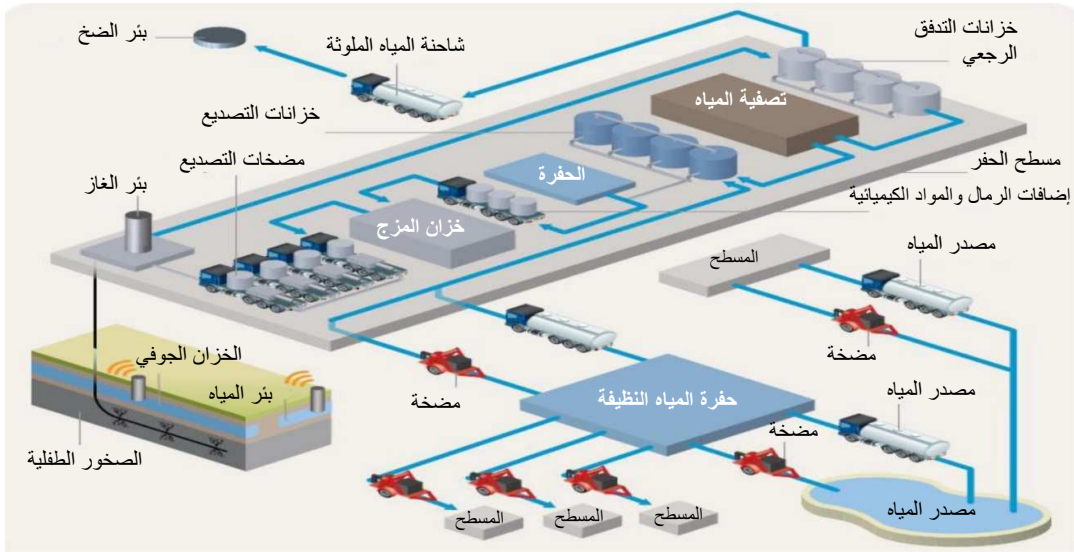 خزانات التدفق
الرجعي
بئر الضخ
شاحنة المياه الملوثة
تصفية المياه
خزانات التصديع
مضخات التصديع
مسطح الحفر
الحفرة
بئر الغاز
إضافات الرمال والمواد الكيميائية
خزان المزج
مصدر المياه
المسطح
مضخة
الخزان الجوفي
بئر المياه
مضخة
حفرة المياه النظيفة
مصدر المياه
مضخة
الصخور الطفلية
المسطح
المسطح
المسطح
مصدر المياه